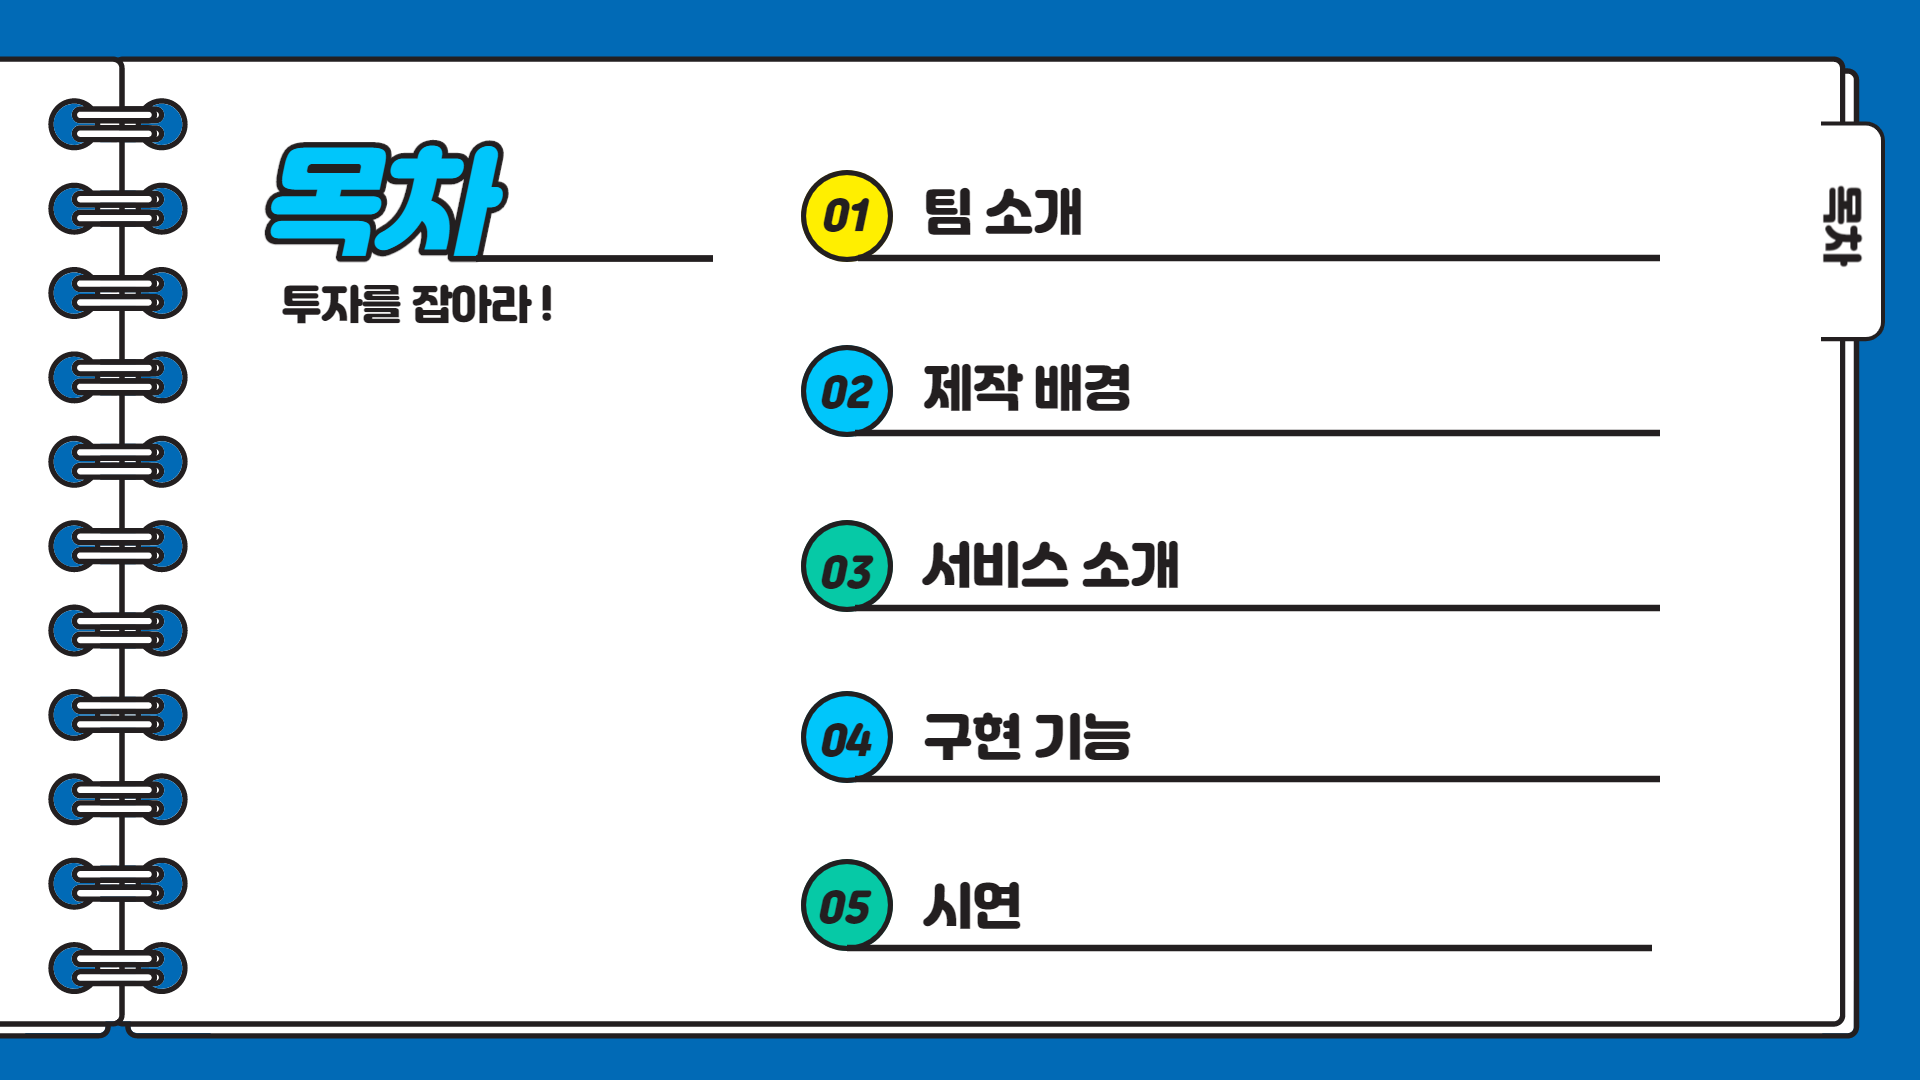 목차
투자를 잡아라 !
01 팀 소개
02 제작 배경
03 서비스 소개
04 구현 기능
05 시연
목차